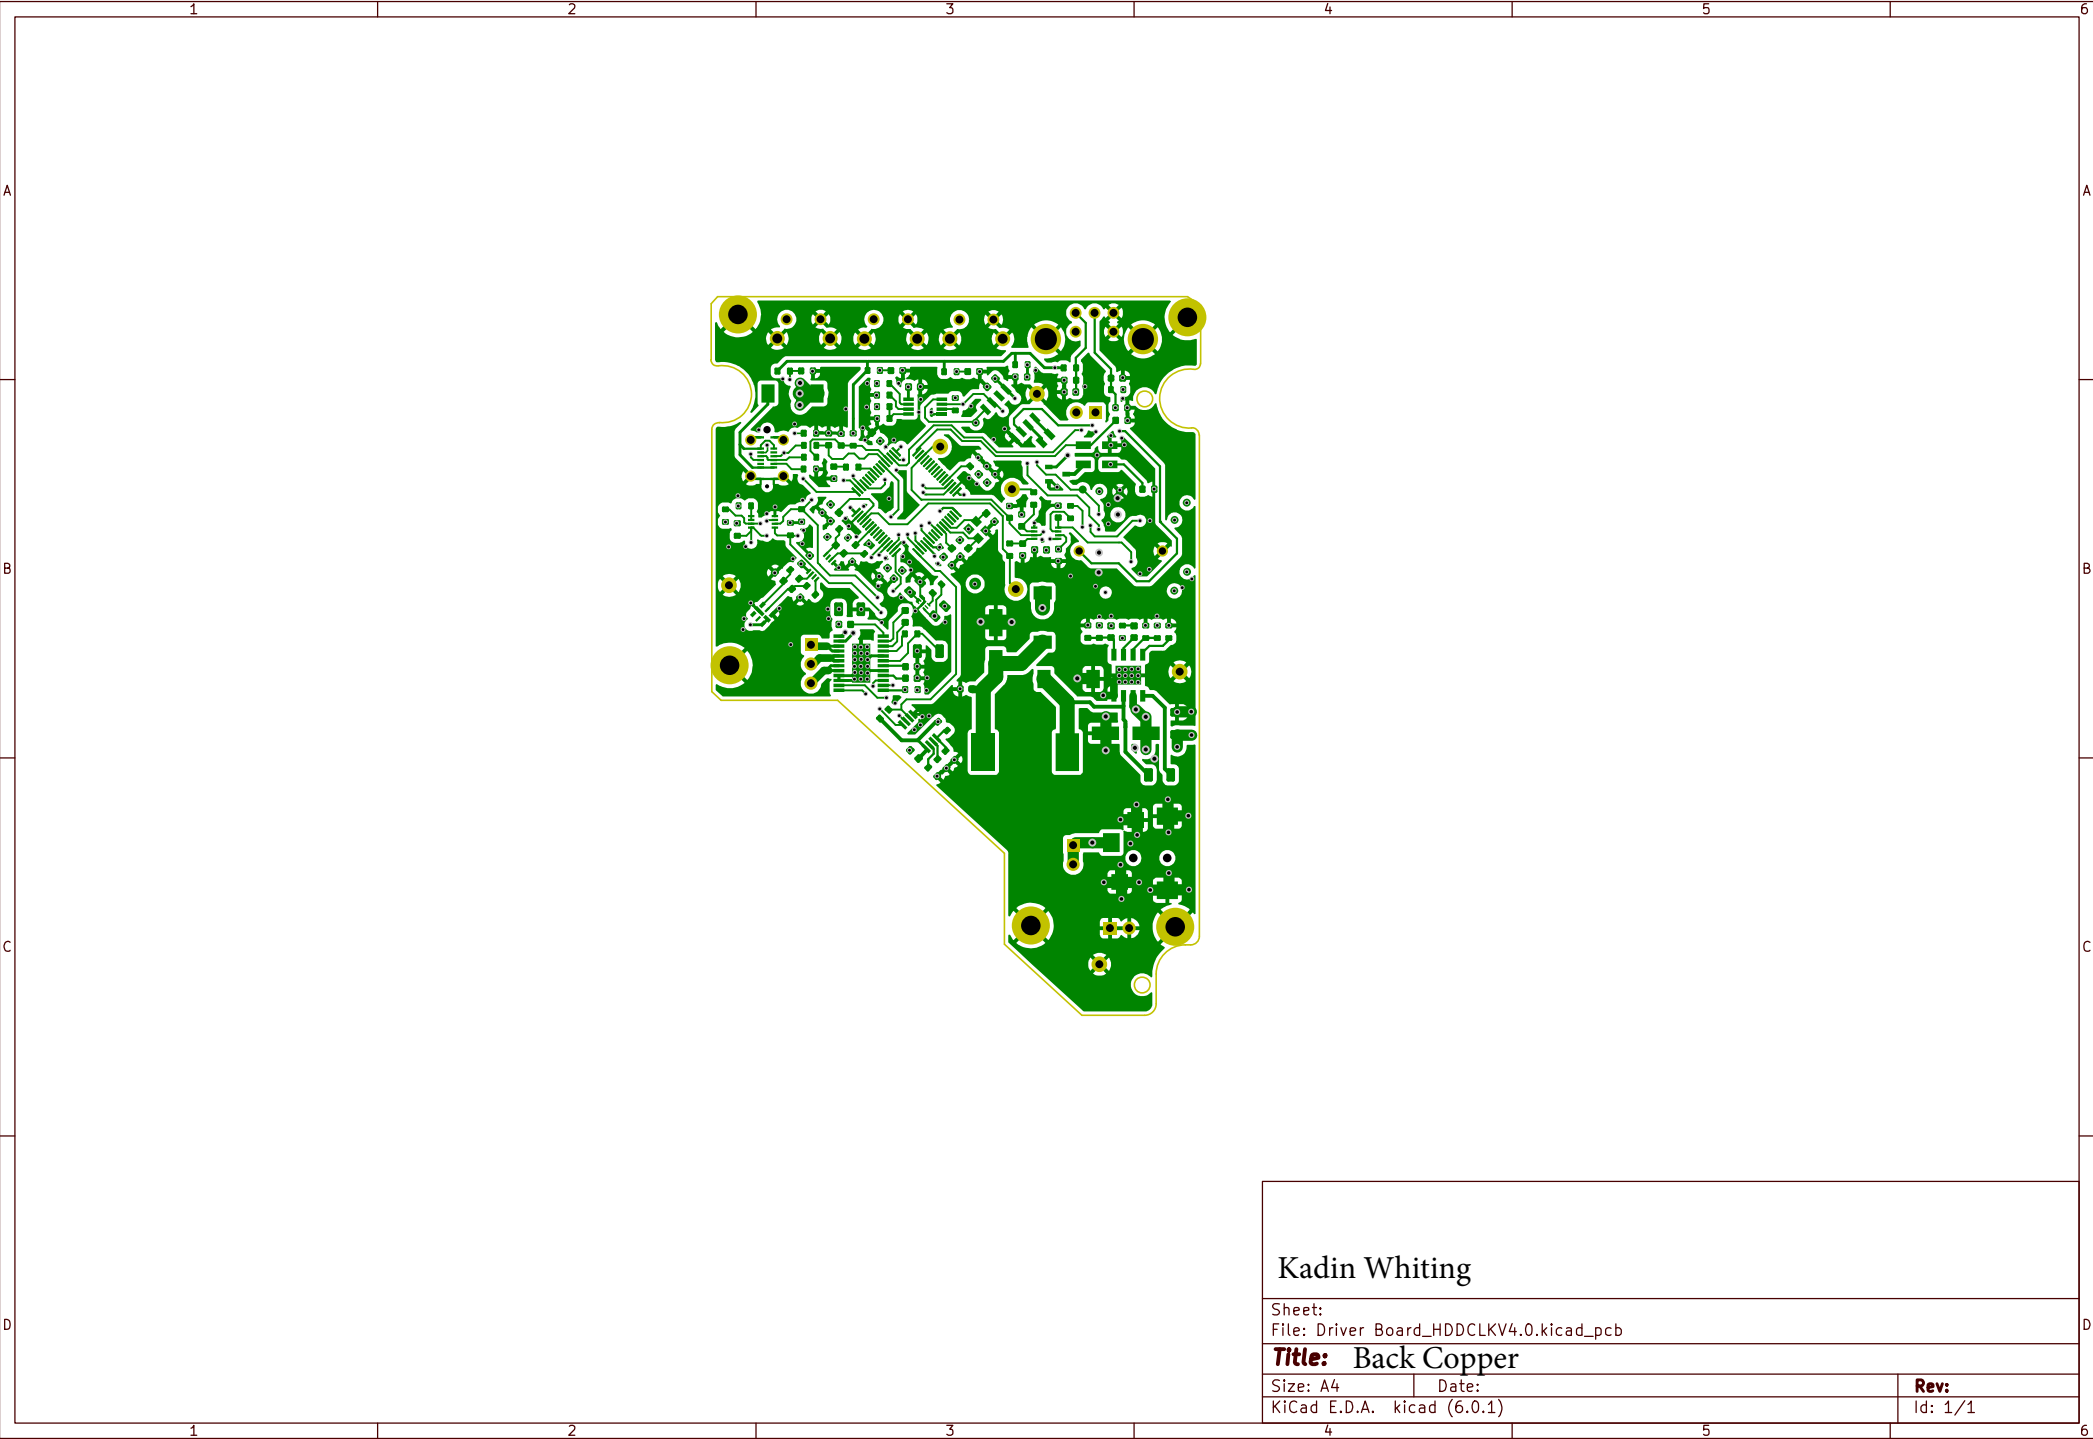 1 2 3 4 5 6
A A
B B
C C
Kadin Whiting
Sheet:
File: Driver Board_HDDCLKV4.0.kicad_pcb
D D
Title: Back Copper
Size: A4 Date: Rev:
KiCad E.D.A. kicad (6.0.1) Id: 1/1
1 2 3 4 5 6